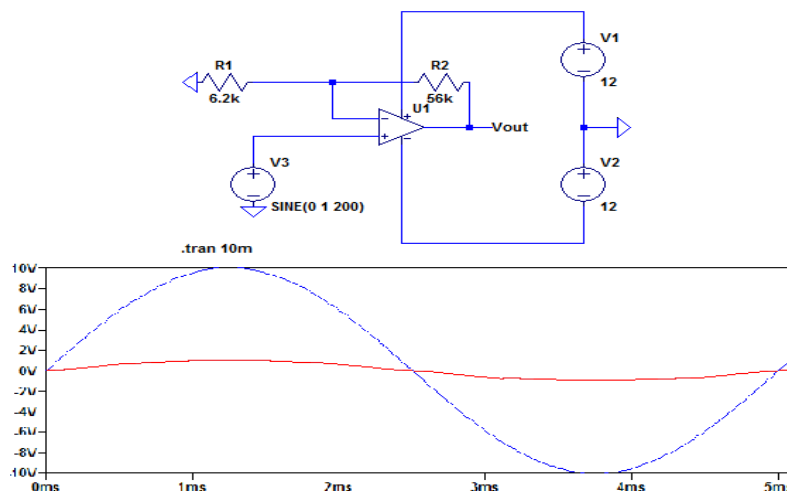 V1
R1
R2
6.2k
56k
12
U1
Vout
V3
V2
SINE(0 1 200)
12
.tran 10m
10V
8V
6V
4V
2V
0V
-2V
-4V
-6V
-8V
-10V
0ms
1ms
2ms
3ms
4ms
5ms